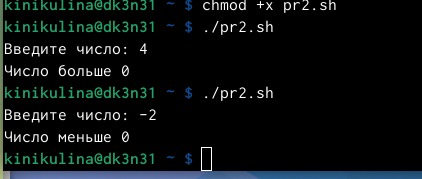 kinikulina@dk3n31 ~ $ chmod +x pr2.sh
kinikulina@dk3n31 ~ $ ./pr2.sh
Введите число: 4
Число больше 0
kinikulina@dk3n31 ~ $ ./pr2.sh
Введите число: -2
Число меньше 0
kinikulina@dk3n31 ~ $